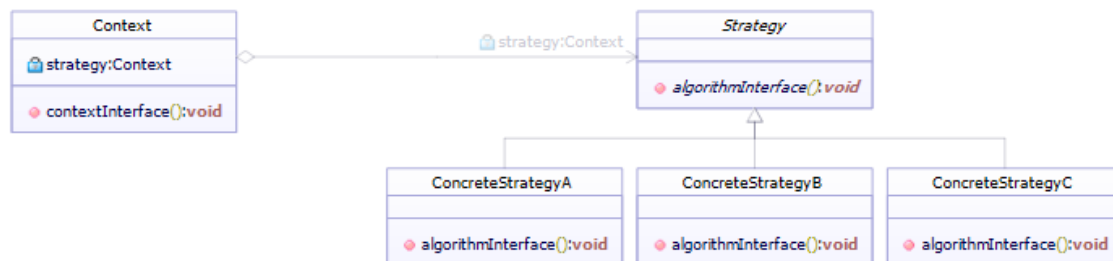 Context
strategy:Context
contextInterface():void
strategy:Context
Strategy
algorithmInterface():void
ConcreteStrategyA
algorithmInterface():void
ConcreteStrategyB
algorithmInterface():void
ConcreteStrategyC
algorithmInterface():void